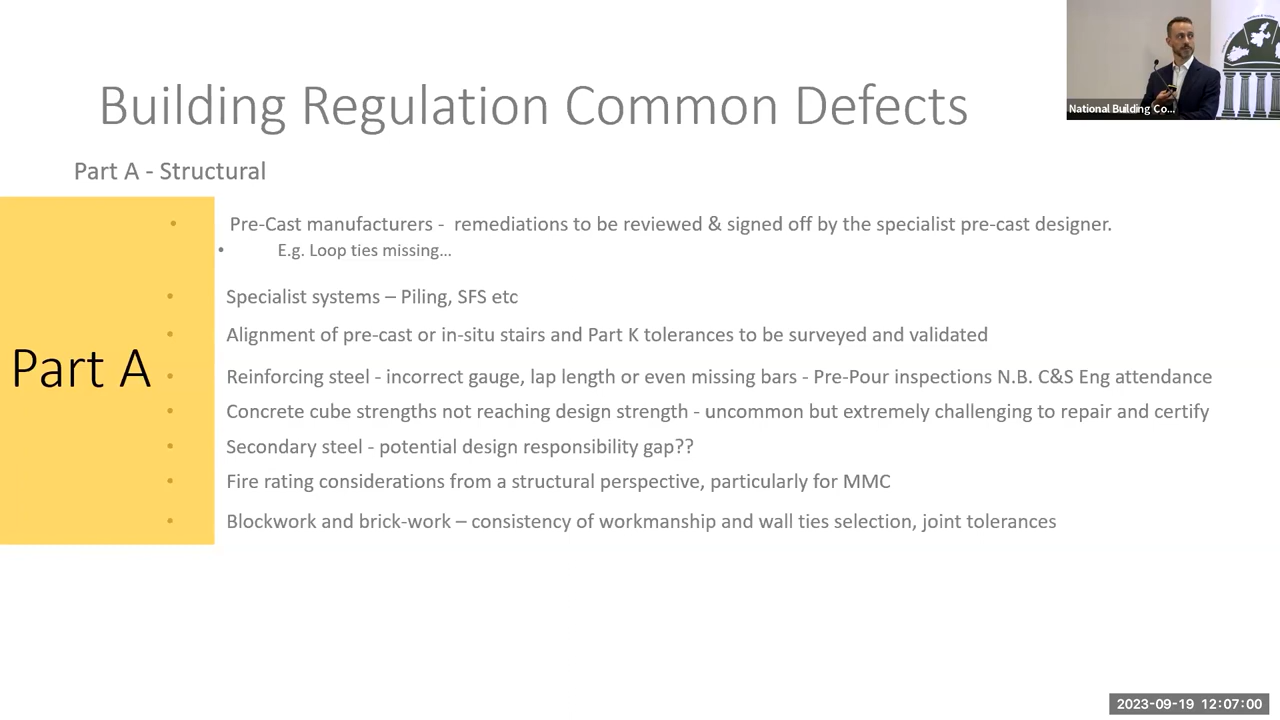 Building Regulation Common Defects
National Building Co...
Part A - Structural
Part A
• Pre-Cast manufacturers -  remediations to be reviewed & signed off by the specialist pre-cast designer.
• E.g. Loop ties missing...
• Specialist systems – Piling, SFS etc
• Alignment of pre-cast or in-situ stairs and Part K tolerances to be surveyed and validated
• Reinforcing steel - incorrect gauge, lap length or even missing bars - Pre-Pour inspections N.B. C&S Eng attendance
• Concrete cube strengths not reaching design strength - uncommon but extremely challenging to repair and certify
• Secondary steel - potential design responsibility gap??
• Fire rating considerations from a structural perspective, particularly for MMC
• Blockwork and brick-work – consistency of workmanship and wall ties selection, joint tolerances
2023-09-19 12:07:00